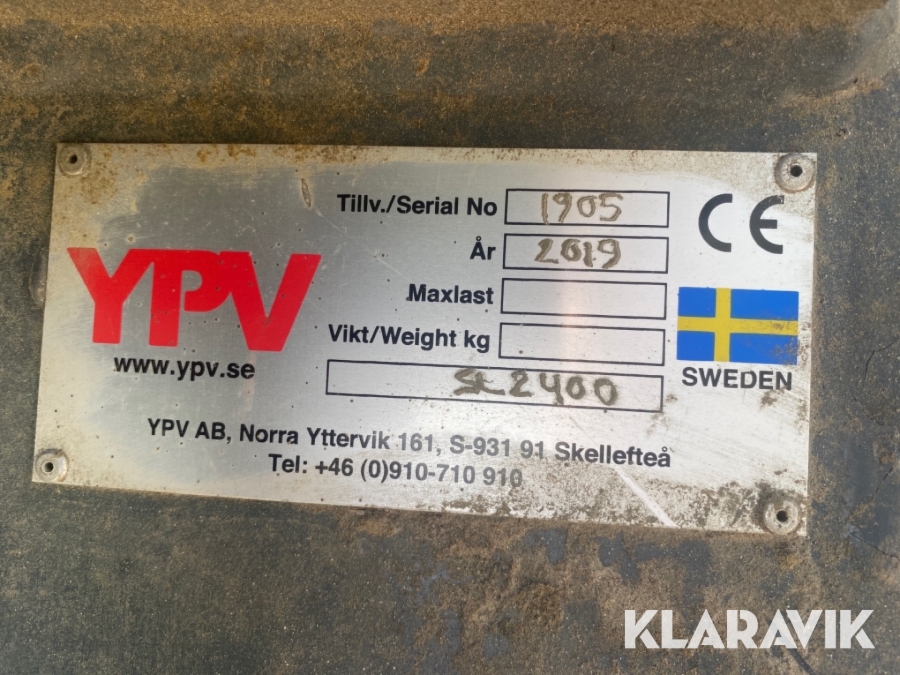 Tillv./Serial No 1905
År 2019
Maxlast
Vikt/Weight kg
SL2400
YPV
www.ypv.se
CE
SWEDEN
YPV AB, Norra Yttervik 161, S-931 91 Skellefteå
Tel: +46 (0)910-710 910
KLARAVIK